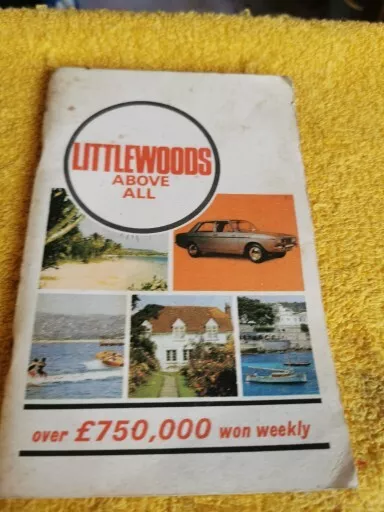 LITTLEWOODS
ABOVE
ALL
over £750,000 won weekly